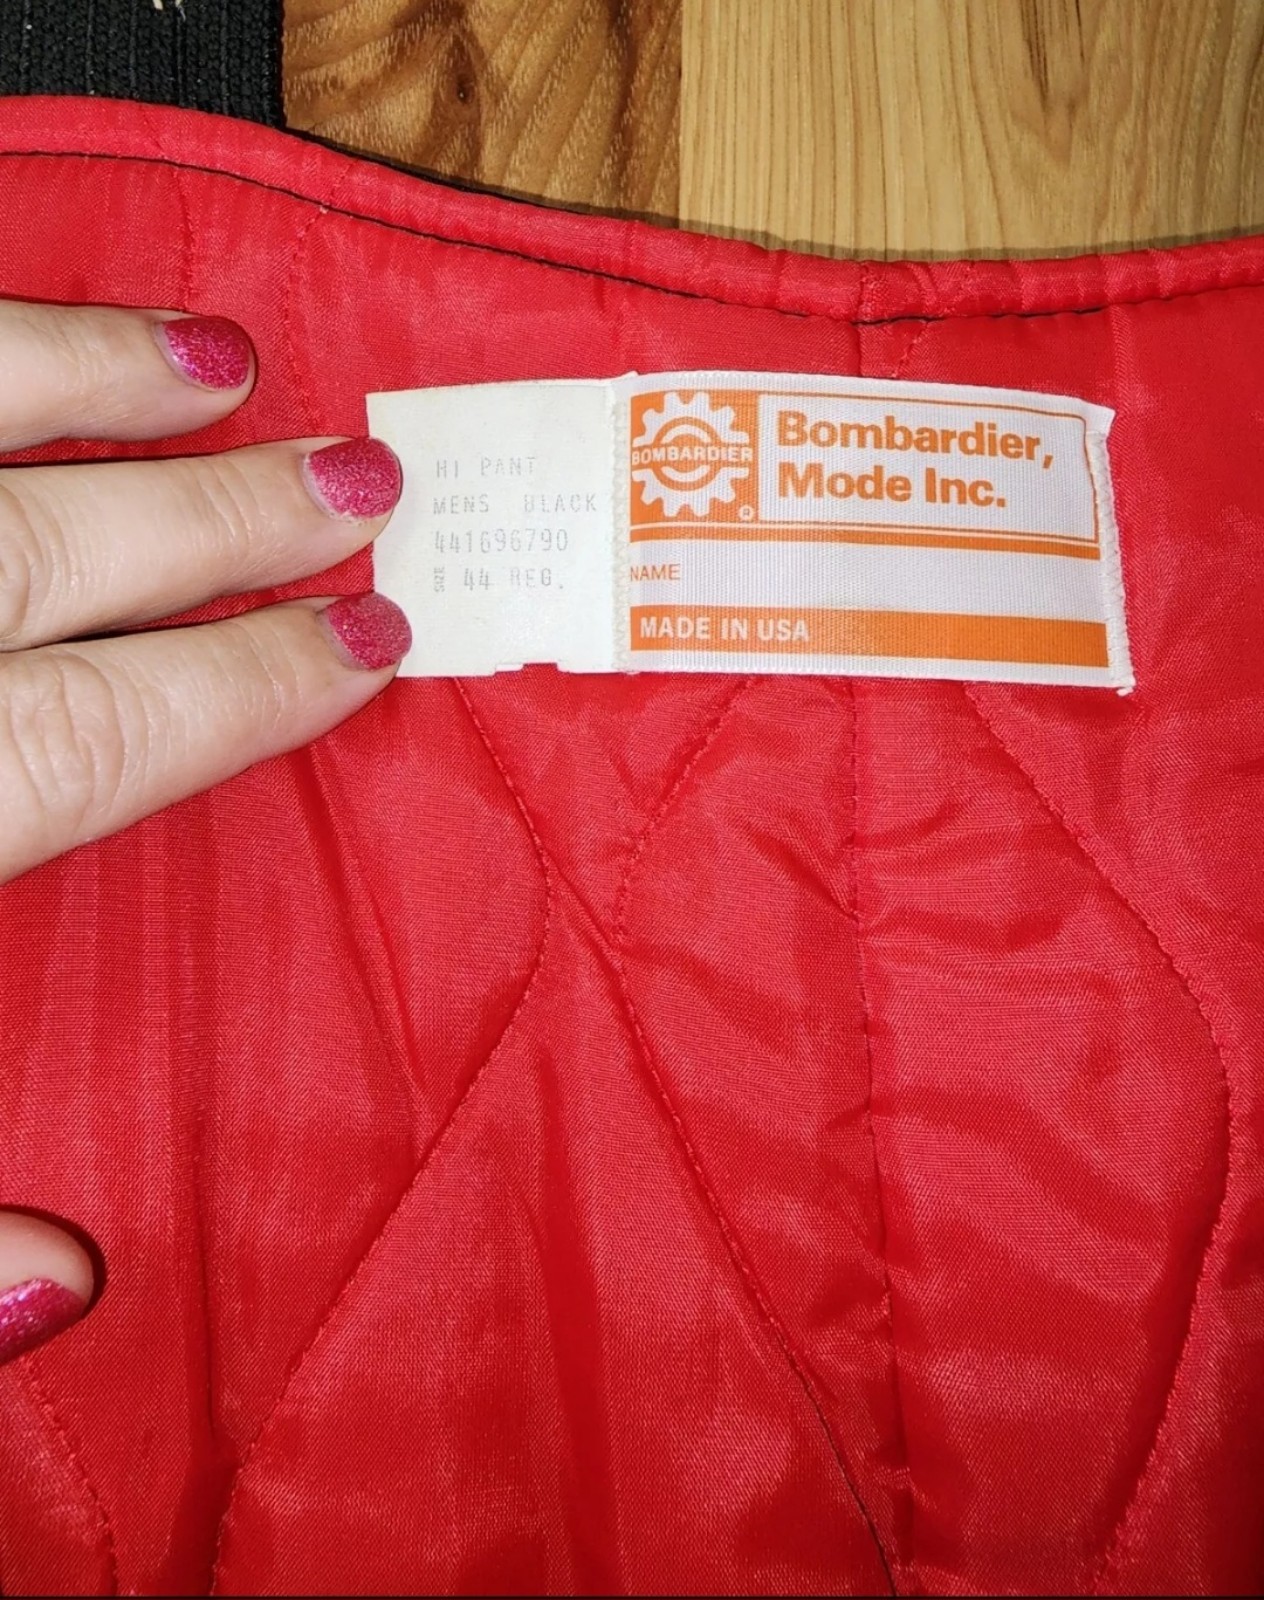 HI PANT
MENS BLACK
441696790
SIZE 44 REG.
BOMBARDIER
®
Bombardier,
Mode Inc.
NAME
MADE IN USA